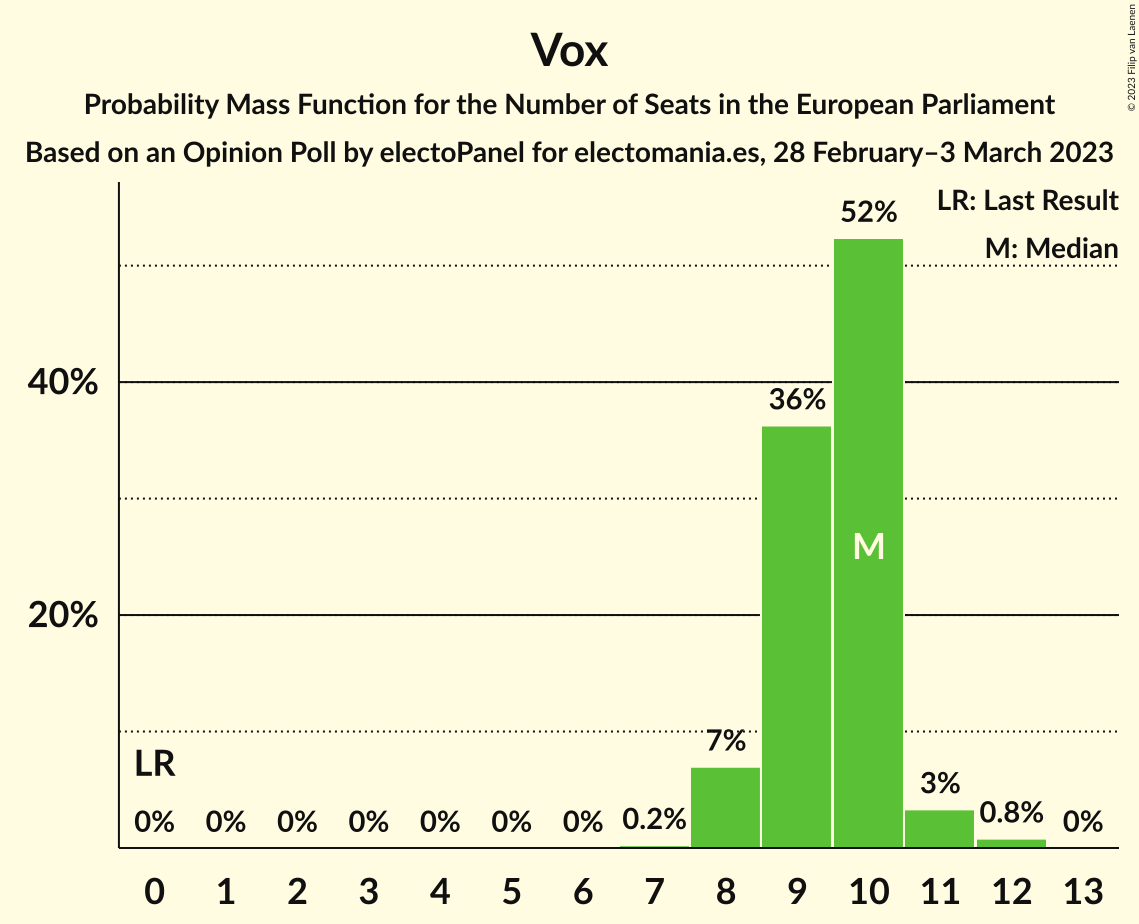 Vox
Probability Mass Function for the Number of Seats in the European Parliament
Based on an Opinion Poll by electoPanel for electomania.es, 28 February–3 March 2023
© 2023 Filip van Laenen
LR: Last Result
M: Median
52%
40%
36%
M
20%
7%
LR
3%
0% 0% 0% 0% 0% 0% 0% 0.2% 0.8% 0%
0 1 2 3 4 5 6 7 8 9 10 11 12 13